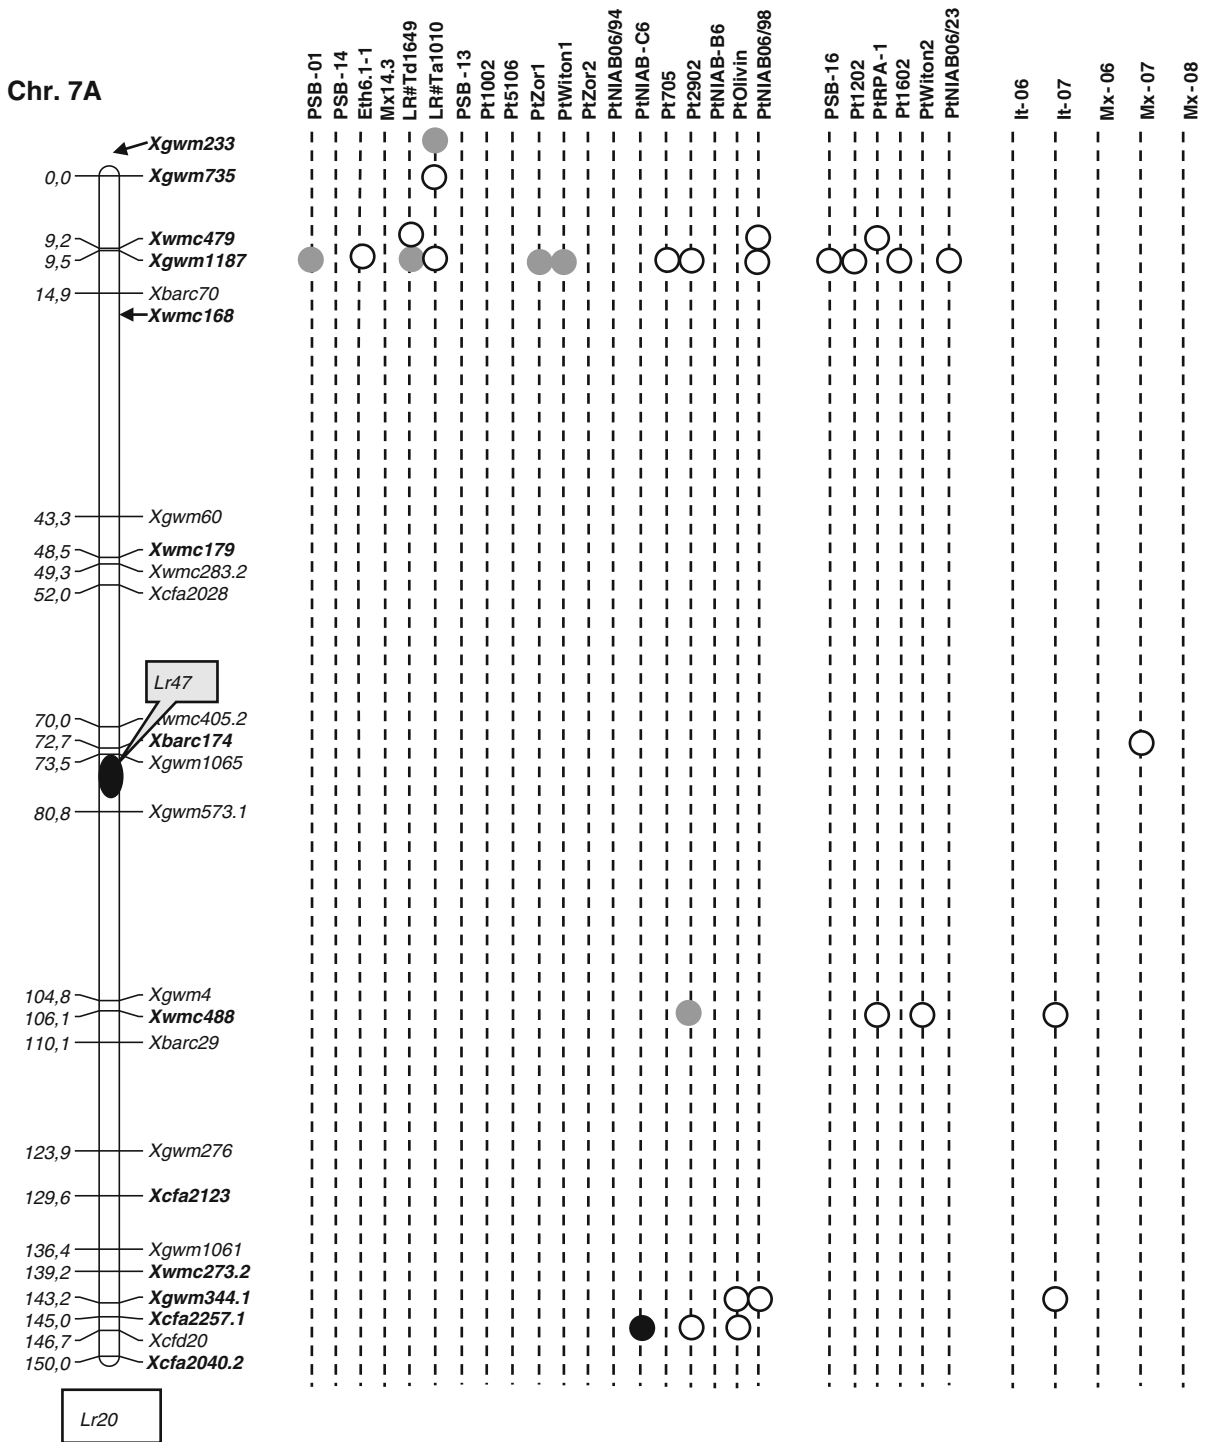 Chr. 7A
PSB-01
PSB-14
Eth6.1-1
Mx14.3
LR#Td1649
LR#Ta1010
PSB-13
Pt1002
Pt5106
PtZor1
PtWiton1
PtZor2
PtNIAB06/94
PtNIAB-C6
Pt705
Pt2902
PtNIAB-B6
PtOlivin
PtNIAB06/98
PSB-16
Pt1202
PtRPA-1
Pt1602
PtWiton2
PtNIAB06/23
It-06
It-07
Mx-06
Mx-07
Mx-08
Xgwm233
0,0 Xgwm735
9,2 Xwmc479
9,5 Xgwm1187
14,9 Xbarc70
Xwmc168
43,3 Xgwm60
48,5 Xwmc179
49,3 Xwmc283.2
52,0 Xcfa2028
Lr47
70,0 Xwmc405.2
72,7 Xbarc174
73,5 Xgwm1065
80,8 Xgwm573.1
104,8 Xgwm4
106,1 Xwmc488
110,1 Xbarc29
123,9 Xgwm276
129,6 Xcfa2123
136,4 Xgwm1061
139,2 Xwmc273.2
143,2 Xgwm344.1
145,0 Xcfa2257.1
146,7 Xcfd20
150,0 Xcfa2040.2
Lr20